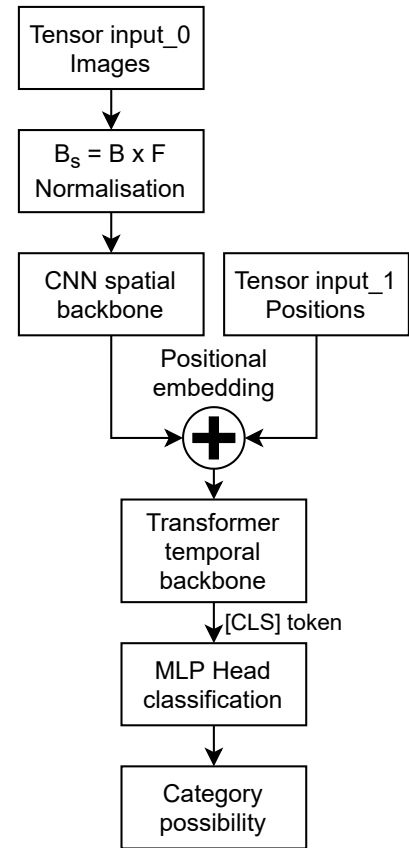 Tensor input_0
Images
Bₛ = B x F
Normalisation
CNN spatial
backbone
Tensor input_1
Positions
Positional
embedding
Transformer
temporal
backbone
[CLS] token
MLP Head
classification
Category
possibility